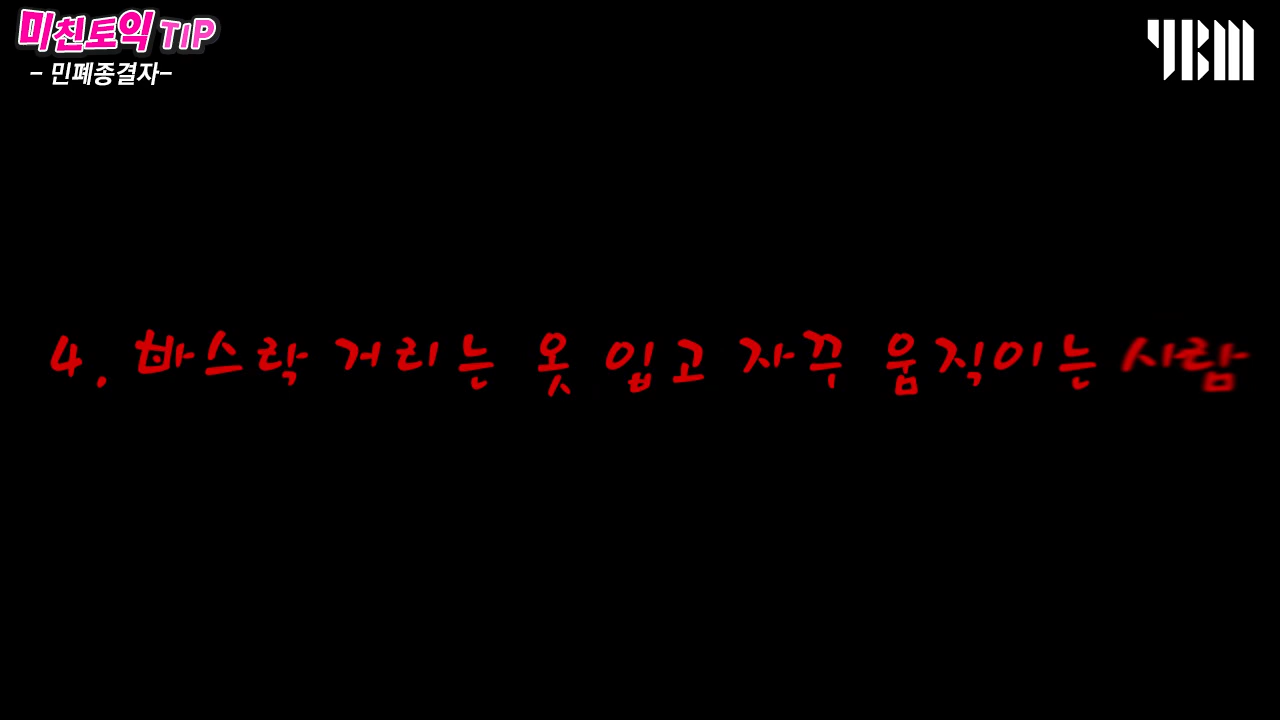 미친토익 TIP
- 민폐종결자-
YBM
4. 바스락 거리는 옷 입고 자꾸 움직이는 사람